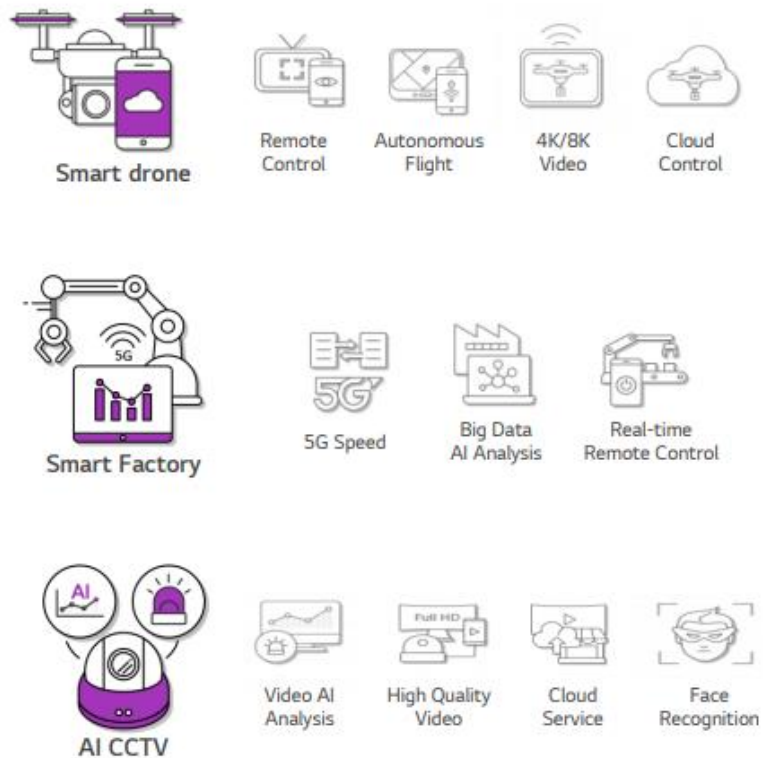 Smart drone
Remote
Control
Autonomous
Flight
4K/8K
Video
Cloud
Control
5G
Smart Factory
5G
5G Speed
Big Data
AI Analysis
Real-time
Remote Control
AI
AI CCTV
Video AI
Analysis
Full HD
High Quality
Video
Cloud
Service
Face
Recognition